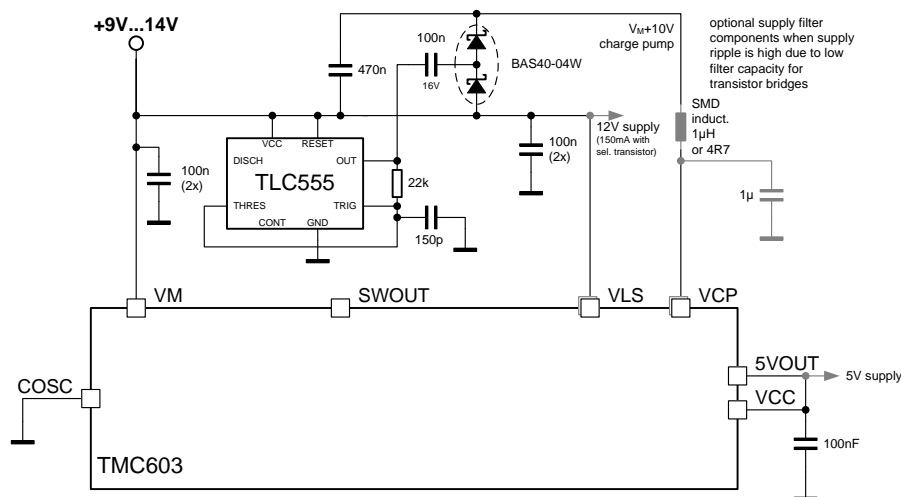 +9V...14V
100n
16V
BAS40-04W
470n
V_M+10V
charge pump
optional supply filter
components when supply
ripple is high due to low
filter capacity for
transistor bridges
SMD
induct.
1µH
or 4R7
12V supply
(150mA with
sel. transistor)
100n
(2x)
VCC
RESET
DISCH
OUT
TLC555
THRES
TRIG
CONT
GND
22k
150p
100n
(2x)
1µ
VM
SWOUT
VLS
VCP
COSC
5VOUT
5V supply
VCC
100nF
TMC603